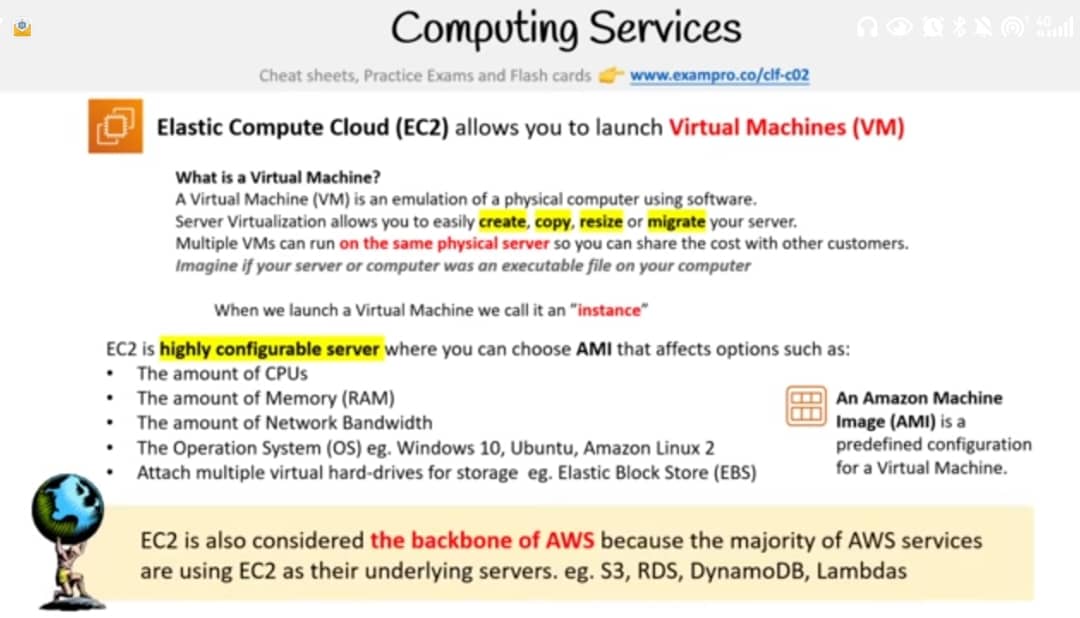 Computing Services
4G
Cheat sheets, Practice Exams and Flash cards 👉 www.exampro.co/clf-c02
Elastic Compute Cloud (EC2) allows you to launch Virtual Machines (VM)
What is a Virtual Machine?
A Virtual Machine (VM) is an emulation of a physical computer using software.
Server Virtualization allows you to easily create, copy, resize or migrate your server.
Multiple VMs can run on the same physical server so you can share the cost with other customers.
Imagine if your server or computer was an executable file on your computer
When we launch a Virtual Machine we call it an "instance"
EC2 is highly configurable server where you can choose AMI that affects options such as:
• The amount of CPUs
• The amount of Memory (RAM)
• The amount of Network Bandwidth
• The Operation System (OS) eg. Windows 10, Ubuntu, Amazon Linux 2
• Attach multiple virtual hard-drives for storage eg. Elastic Block Store (EBS)
An Amazon Machine
Image (AMI) is a
predefined configuration
for a Virtual Machine.
EC2 is also considered the backbone of AWS because the majority of AWS services
are using EC2 as their underlying servers. eg. S3, RDS, DynamoDB, Lambdas